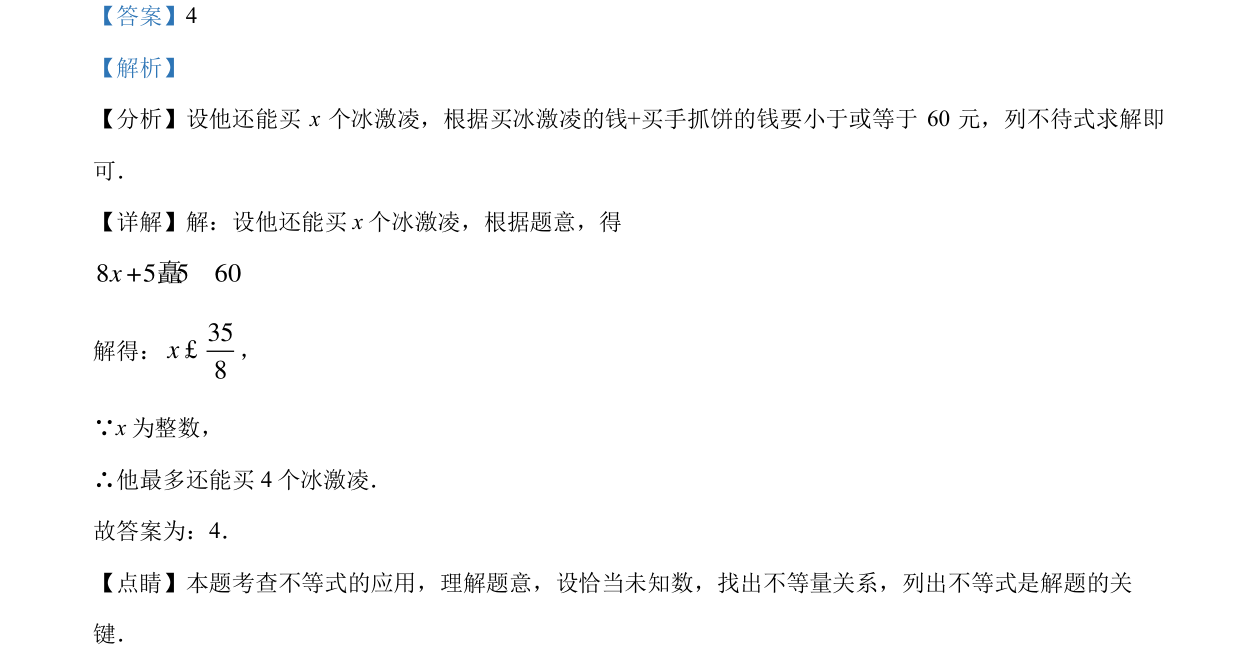 【答案】4
【解析】
【分析】设他还能买 x 个冰激凌，根据买冰激凌的钱+买手抓饼的钱要小于或等于 60 元，列不待式求解即
可．
【详解】解：设他还能买 x 个冰激凌，根据题意，得
8x+5 5 60
解得：x£35/8，
∵x 为整数，
∴他最多还能买 4 个冰激凌．
故答案为：4．
【点睛】本题考查不等式的应用，理解题意，设恰当未知数，找出不等量关系，列出不等式是解题的关
键．